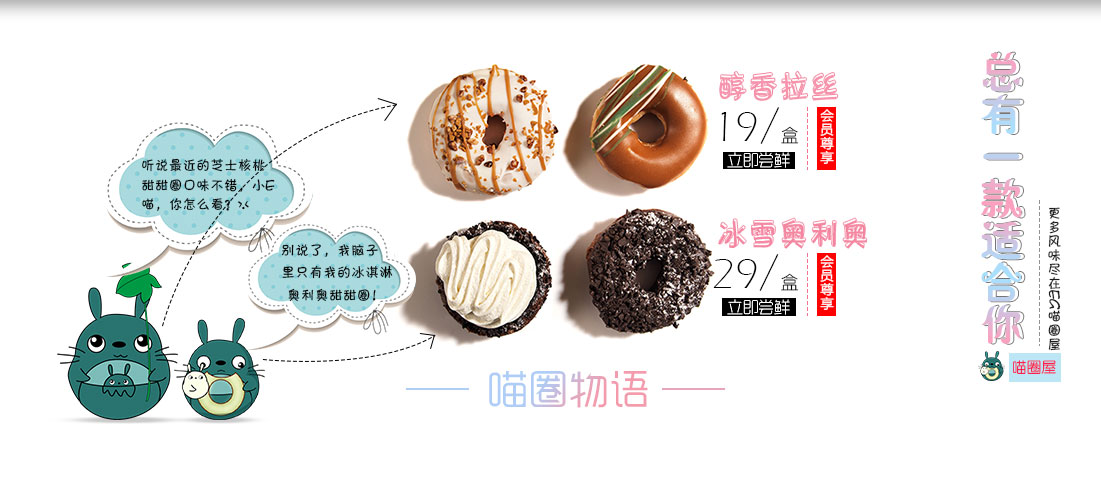 听说最近的芝士核桃
甜甜圈口味不错，小E
喵，你怎么看？
别说了，我脑子
里只有我的冰淇淋
奥利奥甜甜圈！
醇香拉丝
19/盒
立即尝鲜
会员尊享
冰雪奥利奥
29/盒
立即尝鲜
会员尊享
喵圈物语
总有一款适合你
更多风味尽在E5喵圈屋
喵圈屋